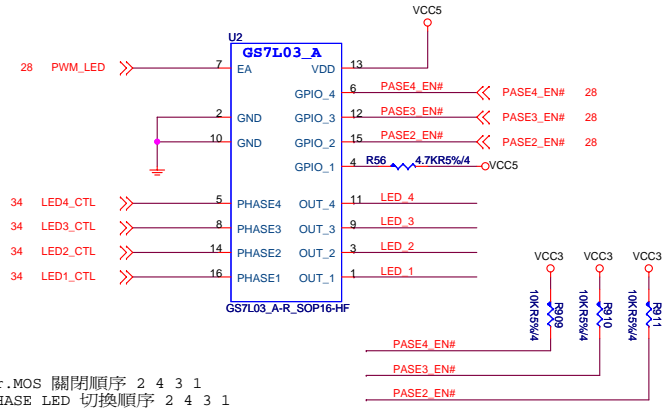 VCC5
U2
GS7L03_A
28 PWM_LED 7 EA VDD 13
GPIO_4 6 PASE4_EN# PASE4_EN# 28
2 GND GPIO_3 12 PASE3_EN# PASE3_EN# 28
10 GND GPIO_2 15 PASE2_EN# PASE2_EN# 28
GPIO_1 4 R56 4.7KR5%/4 VCC5
34 LED4_CTL 5 PHASE4 OUT_4 11 LED_4
34 LED3_CTL 8 PHASE3 OUT_3 9 LED_3
34 LED2_CTL 14 PHASE2 OUT_2 3 LED_2
34 LED1_CTL 16 PHASE1 OUT_1 1 LED_1
GS7L03_A-R_SOP16-HF
VCC3 VCC3 VCC3
10KR5%/4 R909
10KR5%/4 R910
10KR5%/4 R911
PASE4_EN#
PASE3_EN#
PASE2_EN#
r.MOS 關閉順序 2 4 3 1
HASE LED 切換順序 2 4 3 1